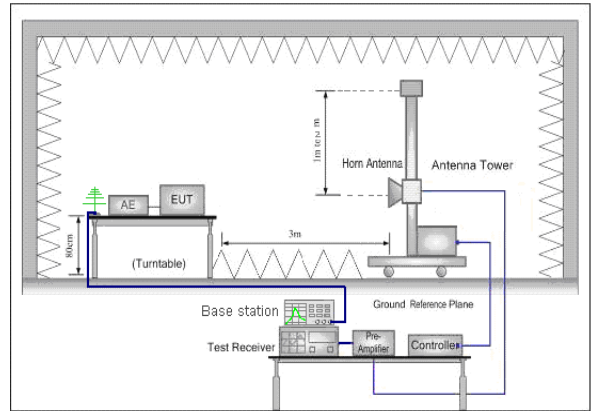 1m to 2 m
Horn Antenna
Antenna Tower
AE
EUT
80cm
3m
(Turntable)
Ground Reference Plane
Base station
Test Receiver
Pre-
Amplifier
Controller